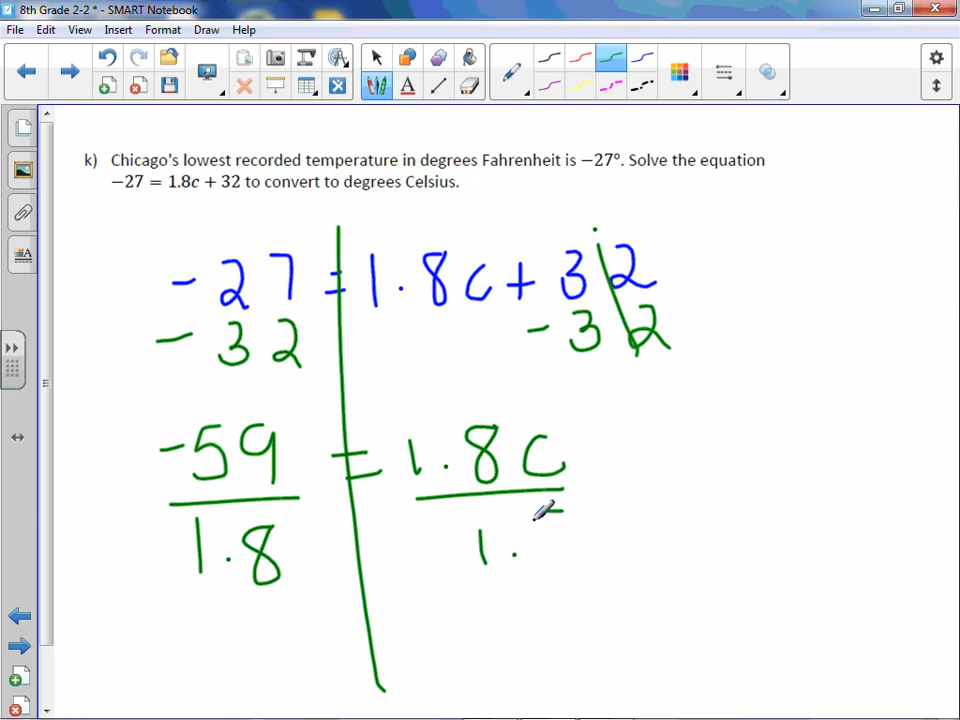 8th Grade 2-2 * - SMART Notebook
File Edit View Insert Format Draw Help
k) Chicago's lowest recorded temperature in degrees Fahrenheit is −27°. Solve the equation
−27 = 1.8c + 32 to convert to degrees Celsius.
-27 = 1.8c + 32
-32 -32
-59 = 1.8c
1.8 1.